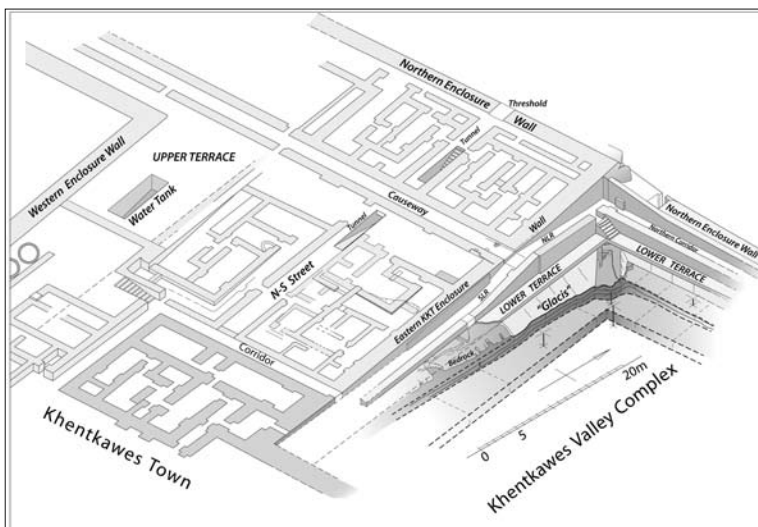 Northern Enclosure Wall
Threshold
Tunnel
Western Enclosure Wall
UPPER TERRACE
Water Tank
Causeway
Tunnel
N-S Street
Wall
NLR
Northern Enclosure Wall
Northern Corridor
LOWER TERRACE
LOWER TERRACE
SLR
"Glacis"
Eastern KKT Enclosure
Corridor
Bedrock
20m
5
0
Khentkawes Town
Khentkawes Valley Complex